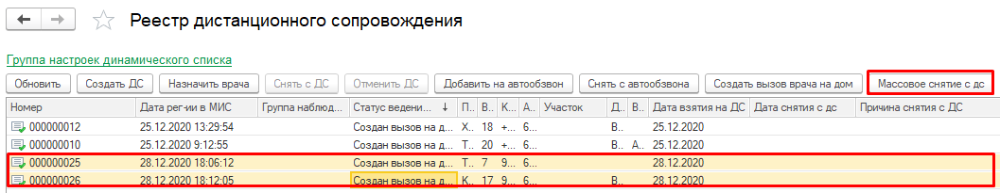 Реестр дистанционного сопровождения
Группа настроек динамического списка
Обновить Создать ДС Назначить врача Снять с ДС Отменить ДС Добавить на автообзвон Снять с автообзвона Создать вызов врача на дом Массовое снятие с дс
Номер Дата рег-ии в МИС Группа наблюд... Статус ведени... ↓ П.. В.. К... А.. Участок Д.. В.. Дата взятия на ДС Дата снятия с дс Причина снятия с ДС
000000012 25.12.2020 13:29:54 Создан вызов на д... Х.. 18 +... 6... В... 25.12.2020
000000010 25.12.2020 9:12:55 Создан вызов на д... Т... 20 +... 6... В... А... 25.12.2020
000000025 28.12.2020 18:06:12 Создан вызов на д... Т... 7 9... 6... 28.12.2020
000000026 28.12.2020 18:12:05 Создан вызов на д... К... 17 9... 6... В... 28.12.2020